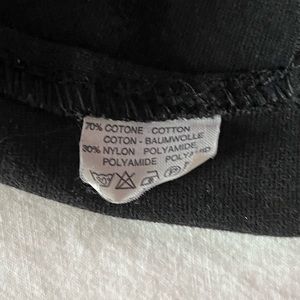 70% COTONE - COTTON
COTON - BAUMWOLLE
30% NYLON - POLYAMIDE
POLYAMIDE